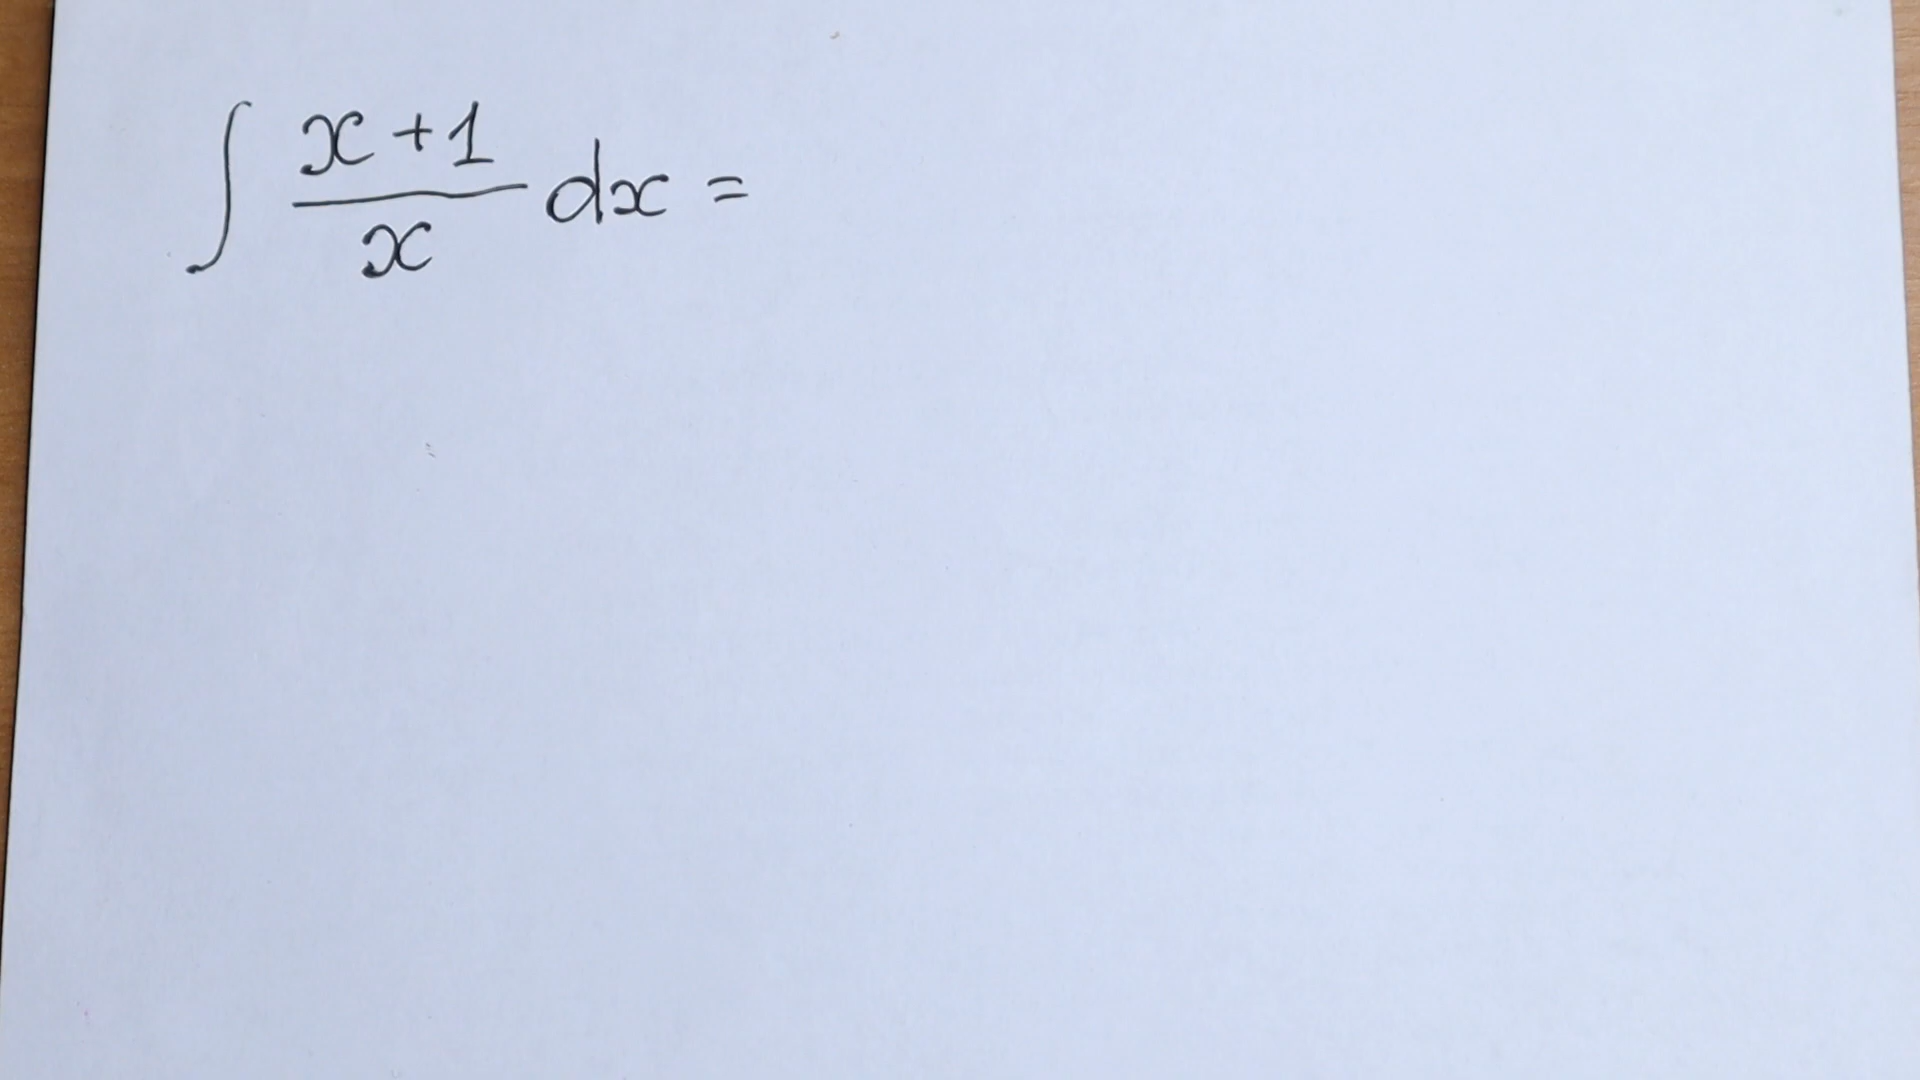 ∫ (x+1)/x dx =